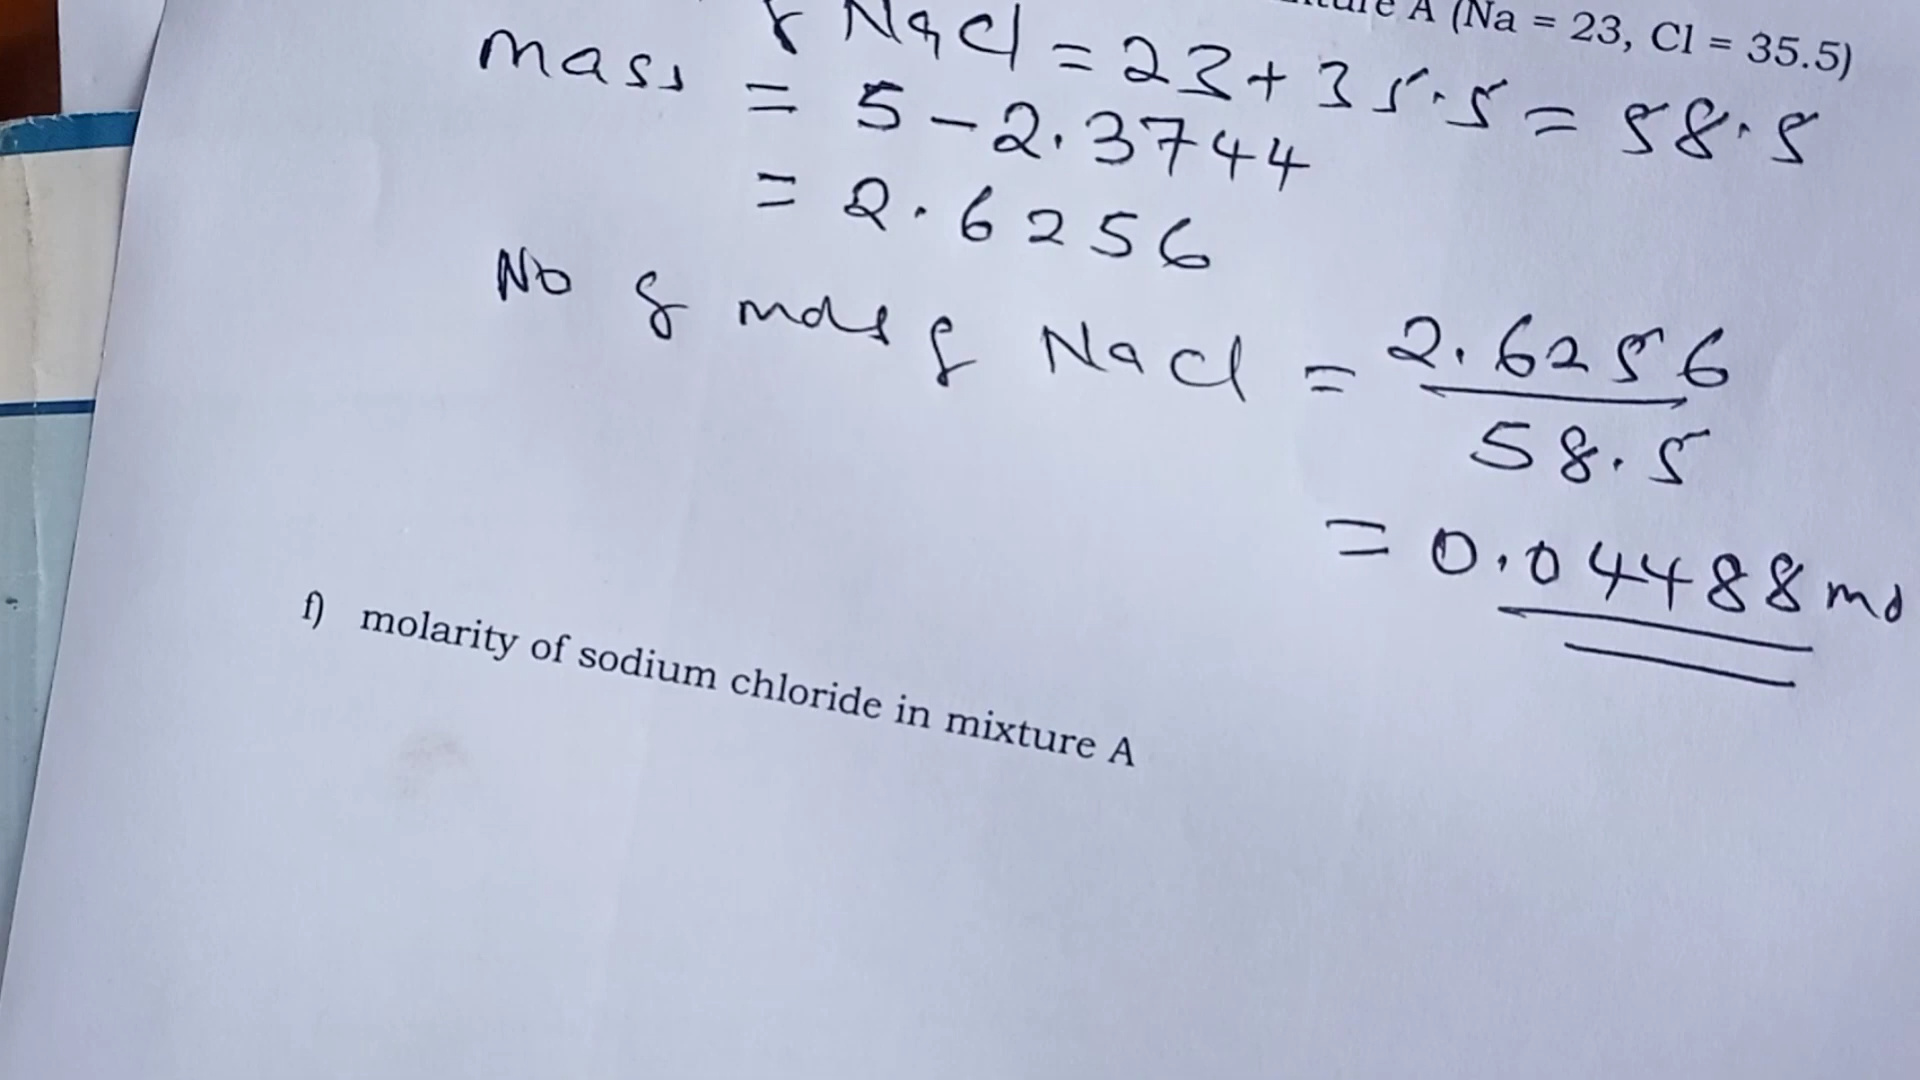 A (Na = 23, Cl = 35.5)
NaCl = 23 + 35.5 = 58.5
mass = 5 - 2.3744
= 2.6256
No of mols of NaCl = 2.6256
58.5
= 0.04488 mol
f) molarity of sodium chloride in mixture A